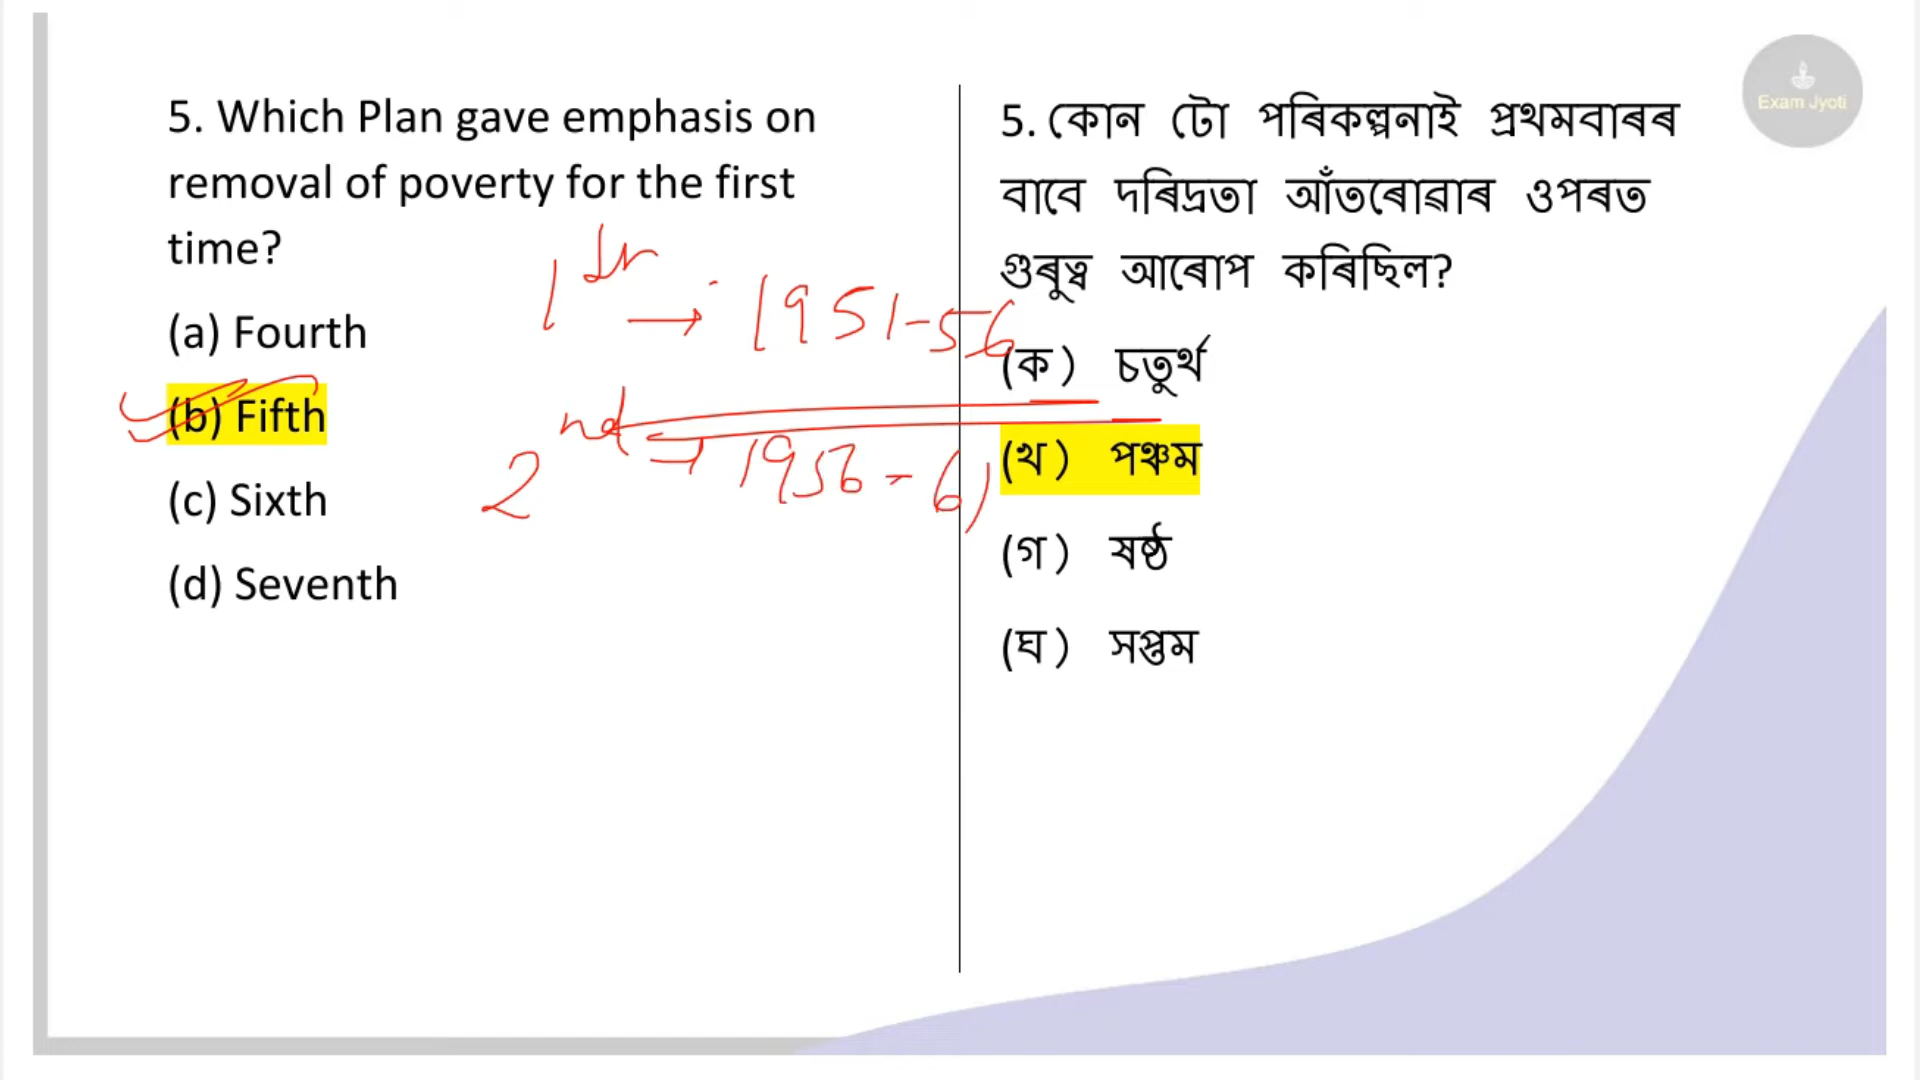 5. Which Plan gave emphasis on
removal of poverty for the first
time?
(a) Fourth
(b) Fifth
(c) Sixth
(d) Seventh
1st → 1951-56
2nd → 1956-61
5. কোন টো পৰিকল্পনাই প্ৰথমবাৰৰ
বাবে দৰিদ্ৰতা আঁতৰোৱাৰ ওপৰত
গুৰুত্ব আৰোপ কৰিছিল?
(ক) চতুৰ্থ
(খ) পঞ্চম
(গ) ষষ্ঠ
(ঘ) সপ্তম
Exam Jyoti